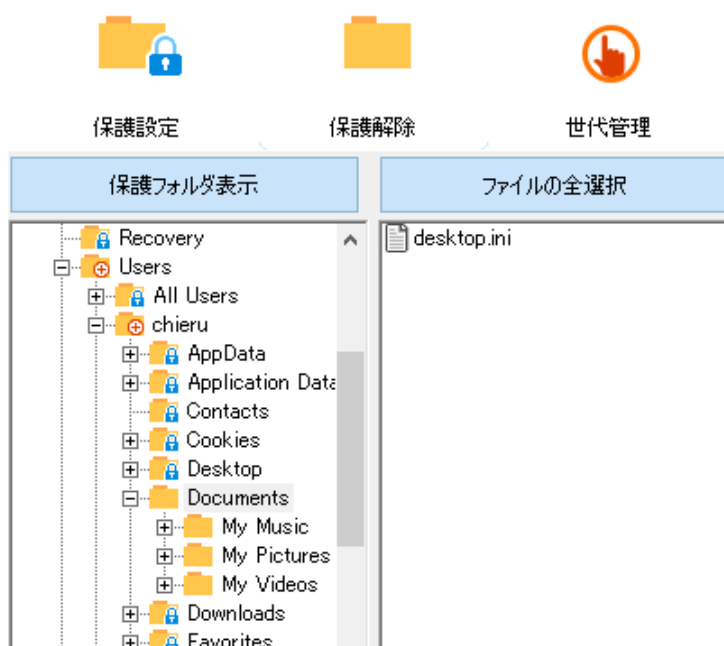 保護設定
保護解除
世代管理
保護フォルダ表示
ファイルの全選択
Recovery
Users
All Users
chieru
AppData
Application Data
Contacts
Cookies
Desktop
Documents
My Music
My Pictures
My Videos
Downloads
Favorites
desktop.ini